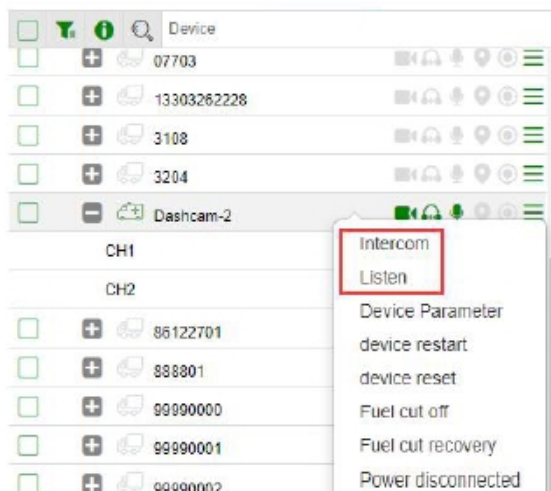 Device
07703
13303262228
3108
3204
Dashcam-2
CH1
CH2
86122701
888801
99990000
99990001
99990002
Intercom
Listen
Device Parameter
device restart
device reset
Fuel cut off
Fuel cut recovery
Power disconnected